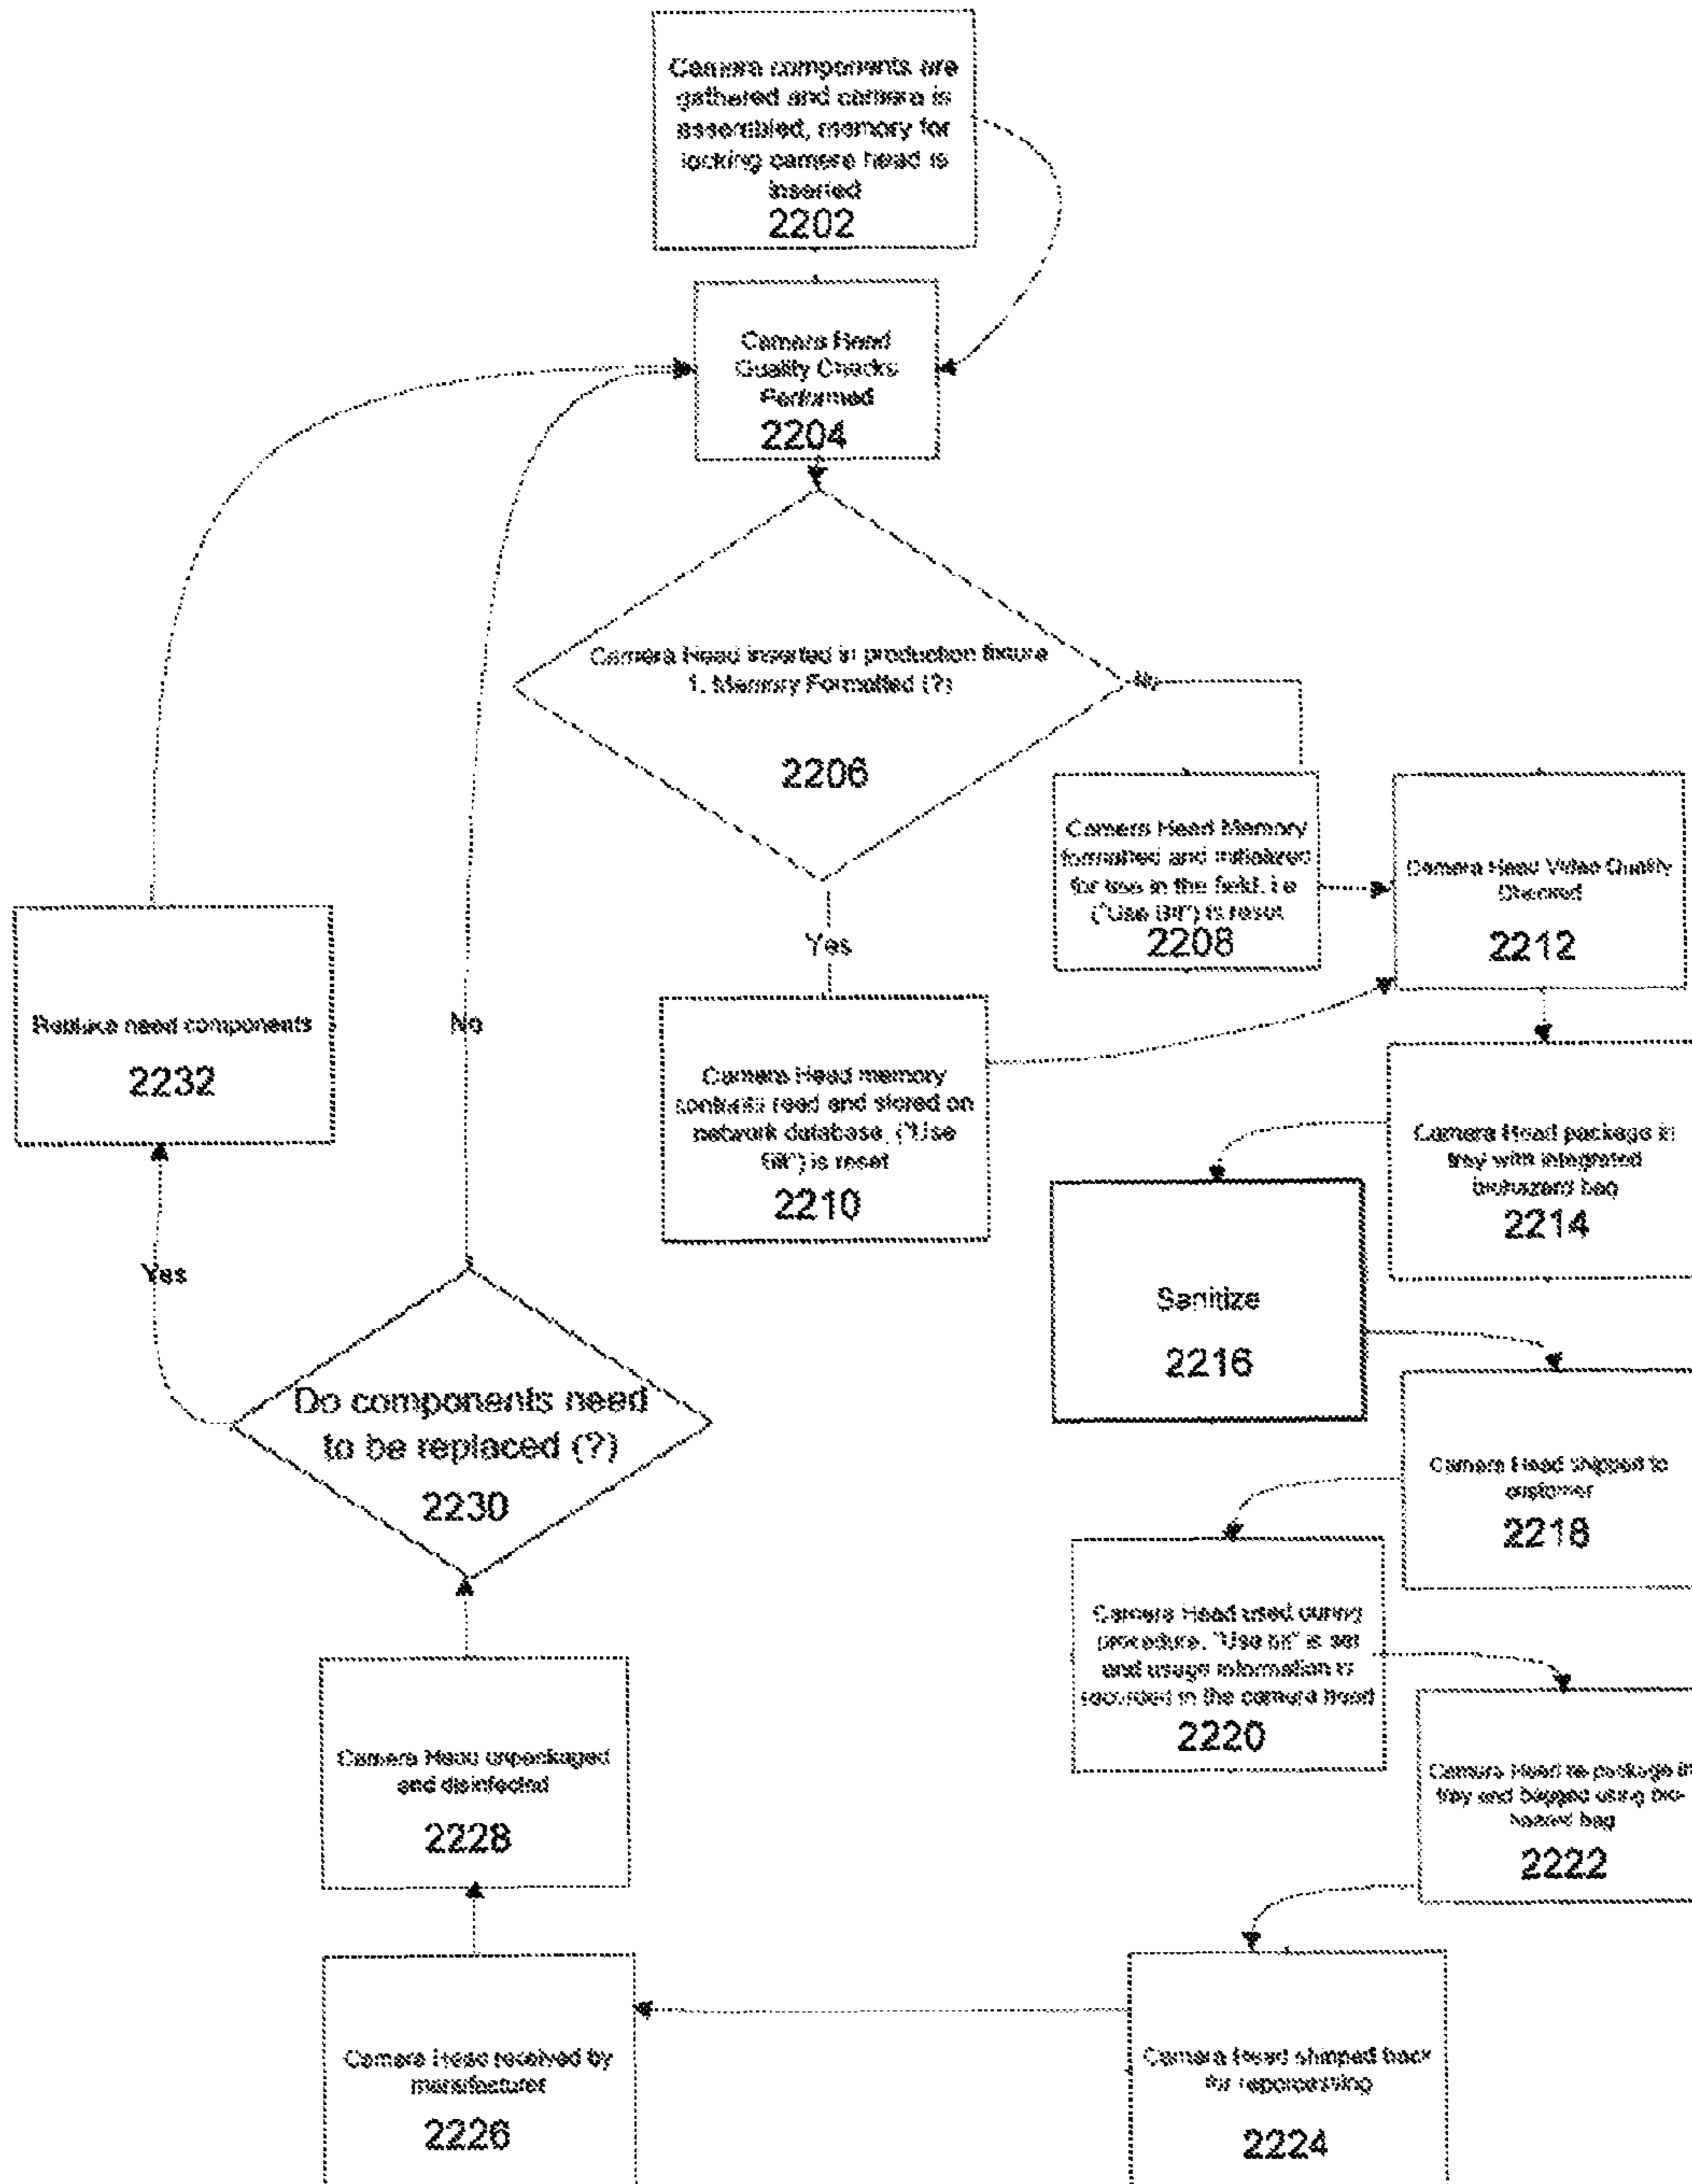 Camera components are
gathered and camera is
assembled, memory for
locking camera head is
inserted
2202
Camera Head
Quality Checks
Performed
2204
Camera Head inserted in production fixture
1. Memory Formatted (?)
2206
Yes
Camera Head Memory
formatted and initialized
for use in the field, i.e
("Use Bit") is reset
2208
Camera Head Video Quality
Checked
2212
Camera Head memory
contents read and stored on
network database, ("Use
Bit") is reset
2210
Camera Head package in
tray with integrated
biohazard bag
2214
Sanitize
2216
Camera Head shipped to
customer
2218
Camera Head used during
procedure, "Use bit" is set
and usage information is
recorded in the camera head
2220
Camera Head re package in
tray and bagged using bio-
hazard bag
2222
Camera Head shipped back
for reporcessing
2224
Camera Head received by
manufacturer
2226
Camera Head unpackaged
and disinfected
2228
Do components need
to be replaced (?)
2230
Yes
No
Replace need components
2232